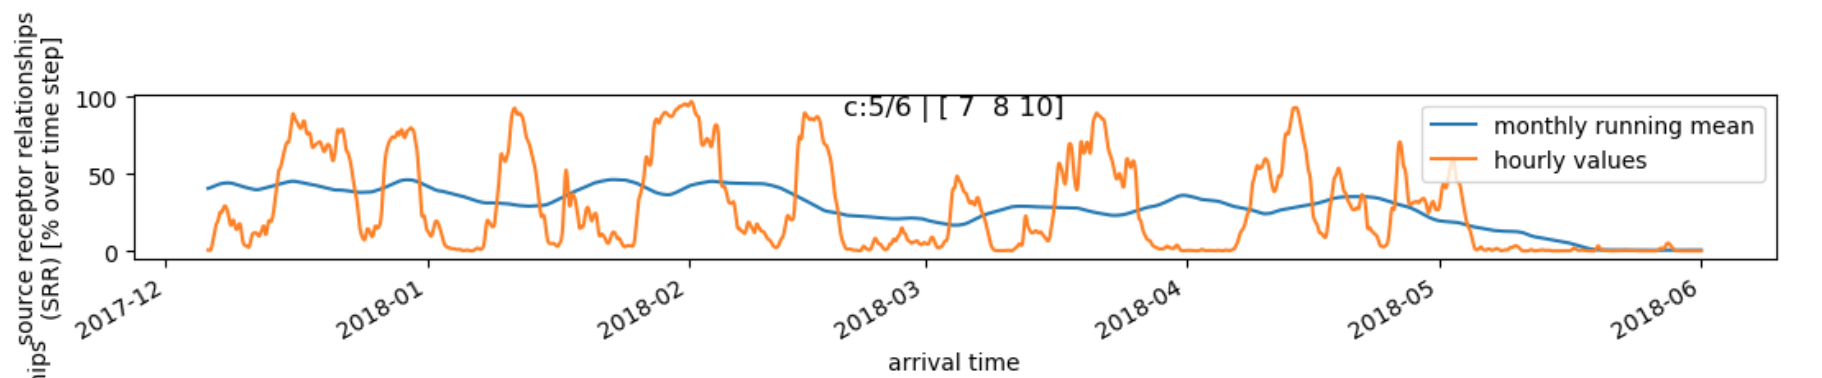 source receptor relationships
(SRR) [% over time step]
hips
c:5/6 | [ 7  8 10]
monthly running mean
hourly values
100
50
0
2017-12
2018-01
2018-02
2018-03
2018-04
2018-05
2018-06
arrival time